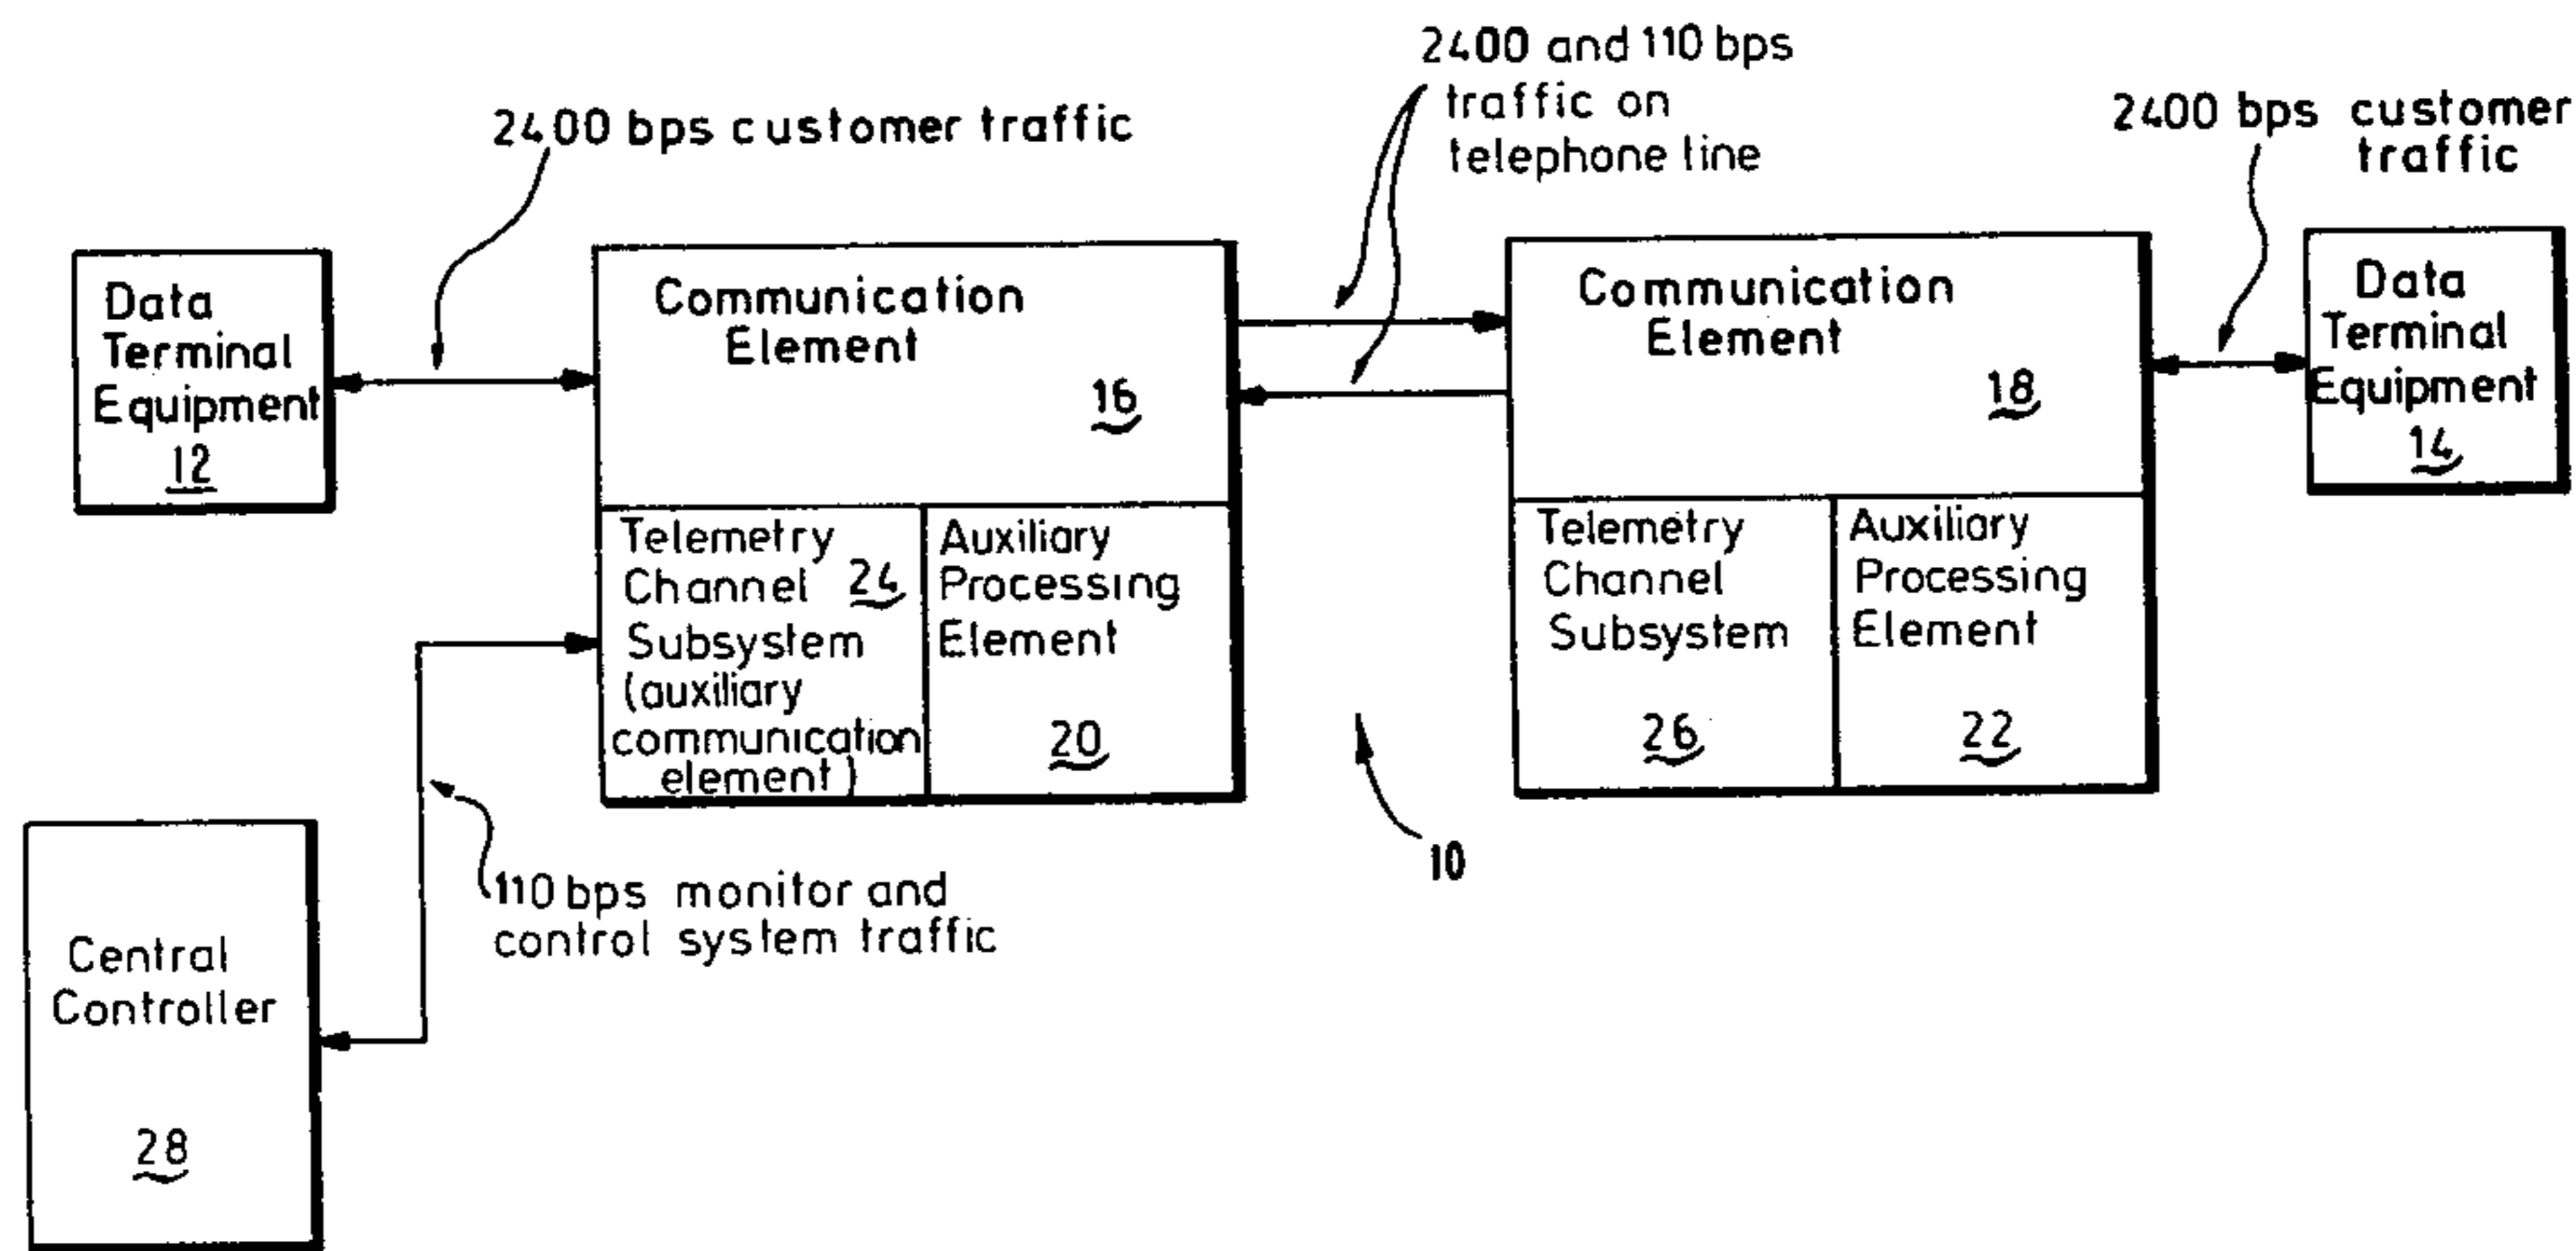 2400 and 110 bps
traffic on
telephone line
2400 bps customer traffic
2400 bps customer
traffic
Data
Terminal
Equipment
12
Communication
Element
16
Communication
Element
18
Data
Terminal
Equipment
14
Telemetry
Channel 24
Subsystem
(auxiliary
communication
element)
Auxiliary
Processing
Element
20
Telemetry
Channel
Subsystem
26
Auxiliary
Processing
Element
22
10
110 bps monitor and
control system traffic
Central
Controller
28